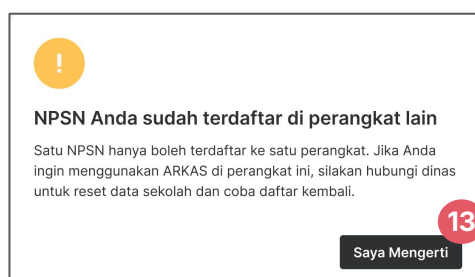 !
NPSN Anda sudah terdaftar di perangkat lain
Satu NPSN hanya boleh terdaftar ke satu perangkat. Jika Anda
ingin menggunakan ARKAS di perangkat ini, silakan hubungi dinas
untuk reset data sekolah dan coba daftar kembali.
13
Saya Mengerti